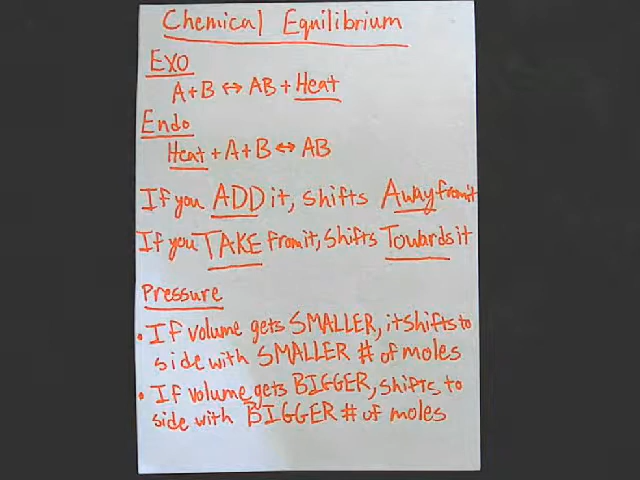 Chemical Equilibrium
EXO
A+B ↔ AB + Heat
Endo
Heat + A+B ↔ AB
If you ADD it, shifts Away from it
If you TAKE from it, shifts Towards it
Pressure
• If volume gets SMALLER, it shifts to
side with SMALLER # of moles
• If volume gets BIGGER, shifts to
side with BIGGER # of moles